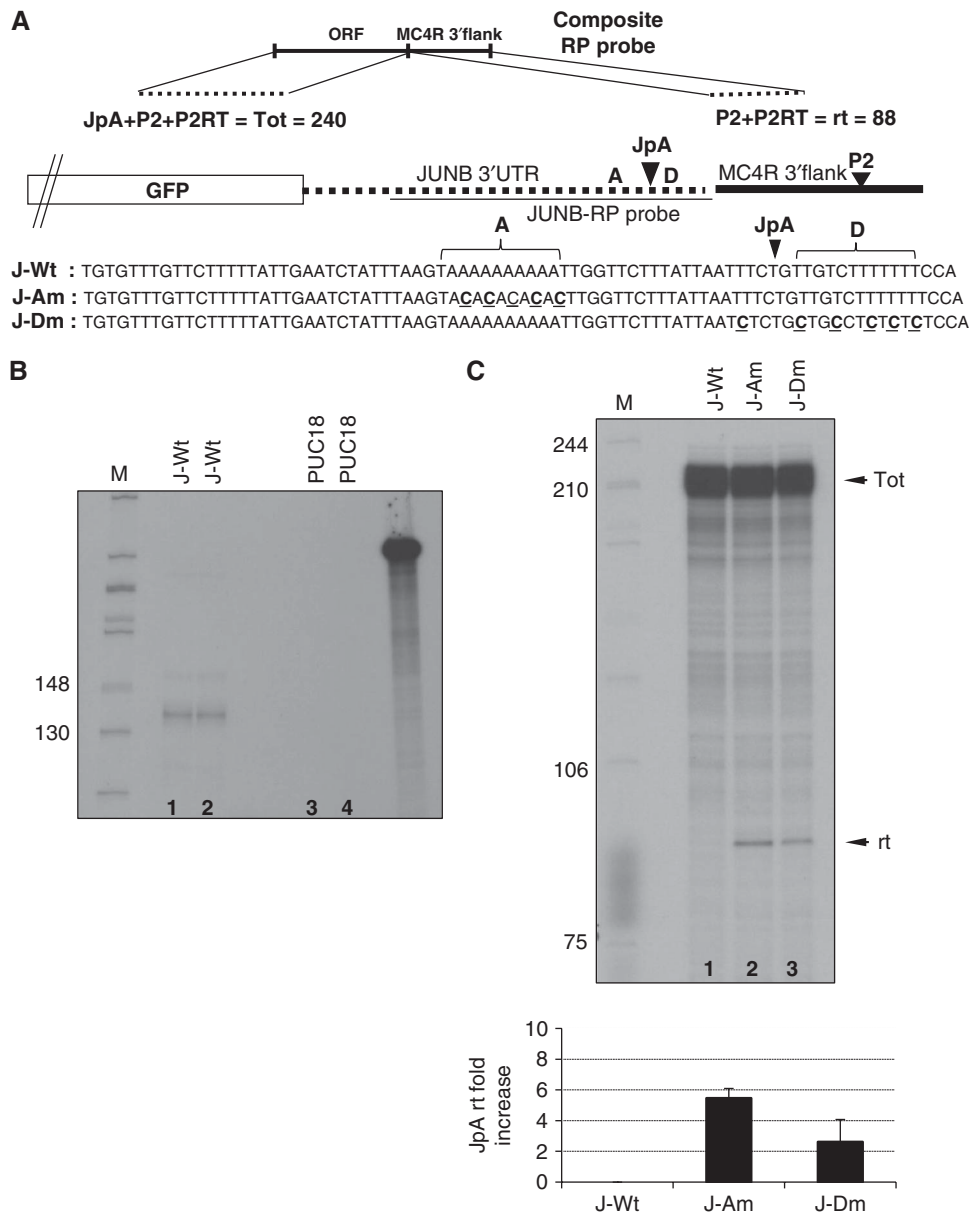 A
ORF
MC4R 3′flank
Composite
RP probe
JpA+P2+P2RT = Tot = 240
P2+P2RT = rt = 88
JpA
P2
GFP
JUNB 3′UTR
A
D
MC4R 3′flank
JUNB-RP probe
A
JpA
D
J-Wt : TGTGTTTGTTCTTTTTATTGAATCTATTTAAGTAAAAAAAAAATTGGTTCTTTATTAATTTCTGTTGTCTTTTTTTCCA
J-Am : TGTGTTTGTTCTTTTTATTGAATCTATTTAAGTACACACACACTTGGTTCTTTATTAATTTCTGTTGTCTTTTTTTCCA
J-Dm : TGTGTTTGTTCTTTTTATTGAATCTATTTAAGTAAAAAAAAAATTGGTTCTTTATTAATCTCTGCTGCCTCTCTCTCCA
B
M
J-Wt
J-Wt
PUC18
PUC18
148
130
1
2
3
4
C
M
J-Wt
J-Am
J-Dm
244
210
Tot
106
rt
75
1
2
3
JpA rt fold
increase
10
8
6
4
2
0
J-Wt
J-Am
J-Dm